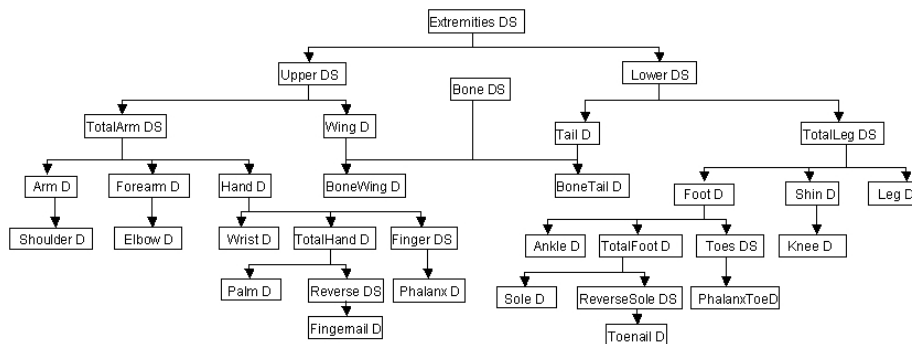 Extremities DS
Upper DS
Bone DS
Lower DS
TotalArm DS
Wing D
Tail D
TotalLeg DS
Arm D
Forearm D
Hand D
BoneWing D
BoneTail D
Foot D
Shin D
Leg D
Shoulder D
Elbow D
Wrist D
TotalHand D
Finger DS
Ankle D
TotalFoot D
Toes DS
Knee D
Palm D
Reverse DS
Phalanx D
Sole D
ReverseSole DS
PhalanxToeD
Fingernail D
Toenail D